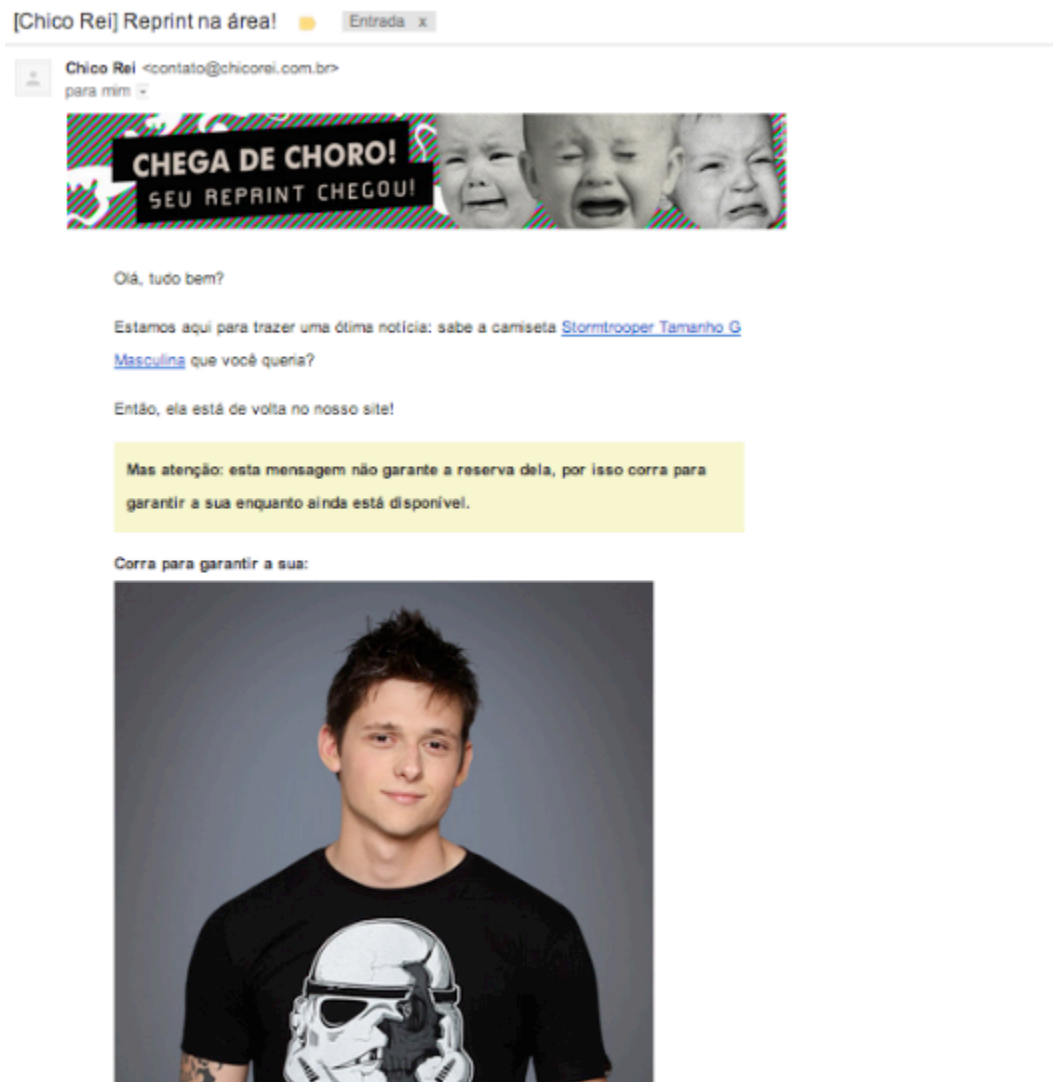 [Chico Rei] Reprint na área!
Entrada x
Chico Rei <contato@chicorei.com.br>
para mim
CHEGA DE CHORO!
SEU REPRINT CHEGOU!
Olá, tudo bem?
Estamos aqui para trazer uma ótima notícia: sabe a camiseta Stormtrooper Tamanho G
Masculina que você queria?
Então, ela está de volta no nosso site!
Mas atenção: esta mensagem não garante a reserva dela, por isso corra para
garantir a sua enquanto ainda está disponível.
Corra para garantir a sua: